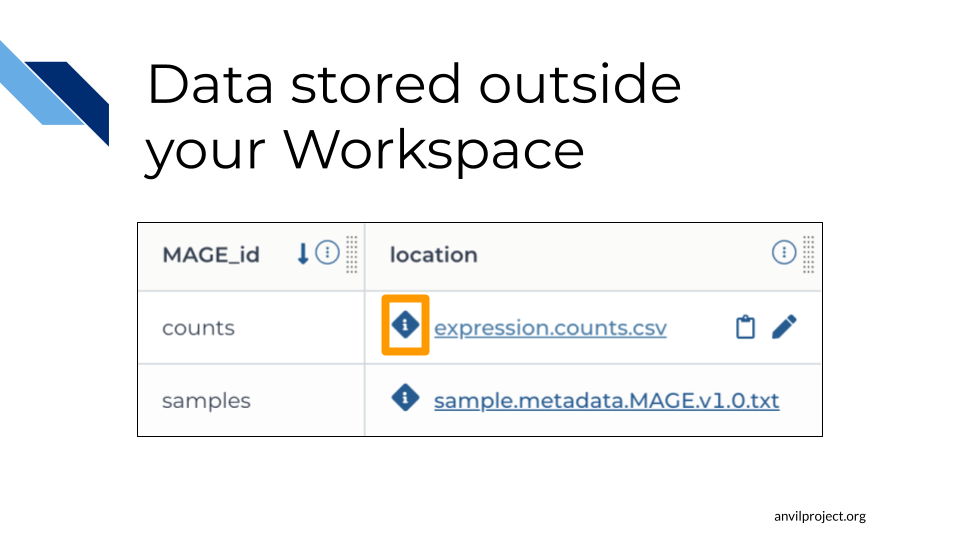 Data stored outside
your Workspace
MAGE_id location
counts expression.counts.csv
samples sample.metadata.MAGE.v1.0.txt
anvilproject.org